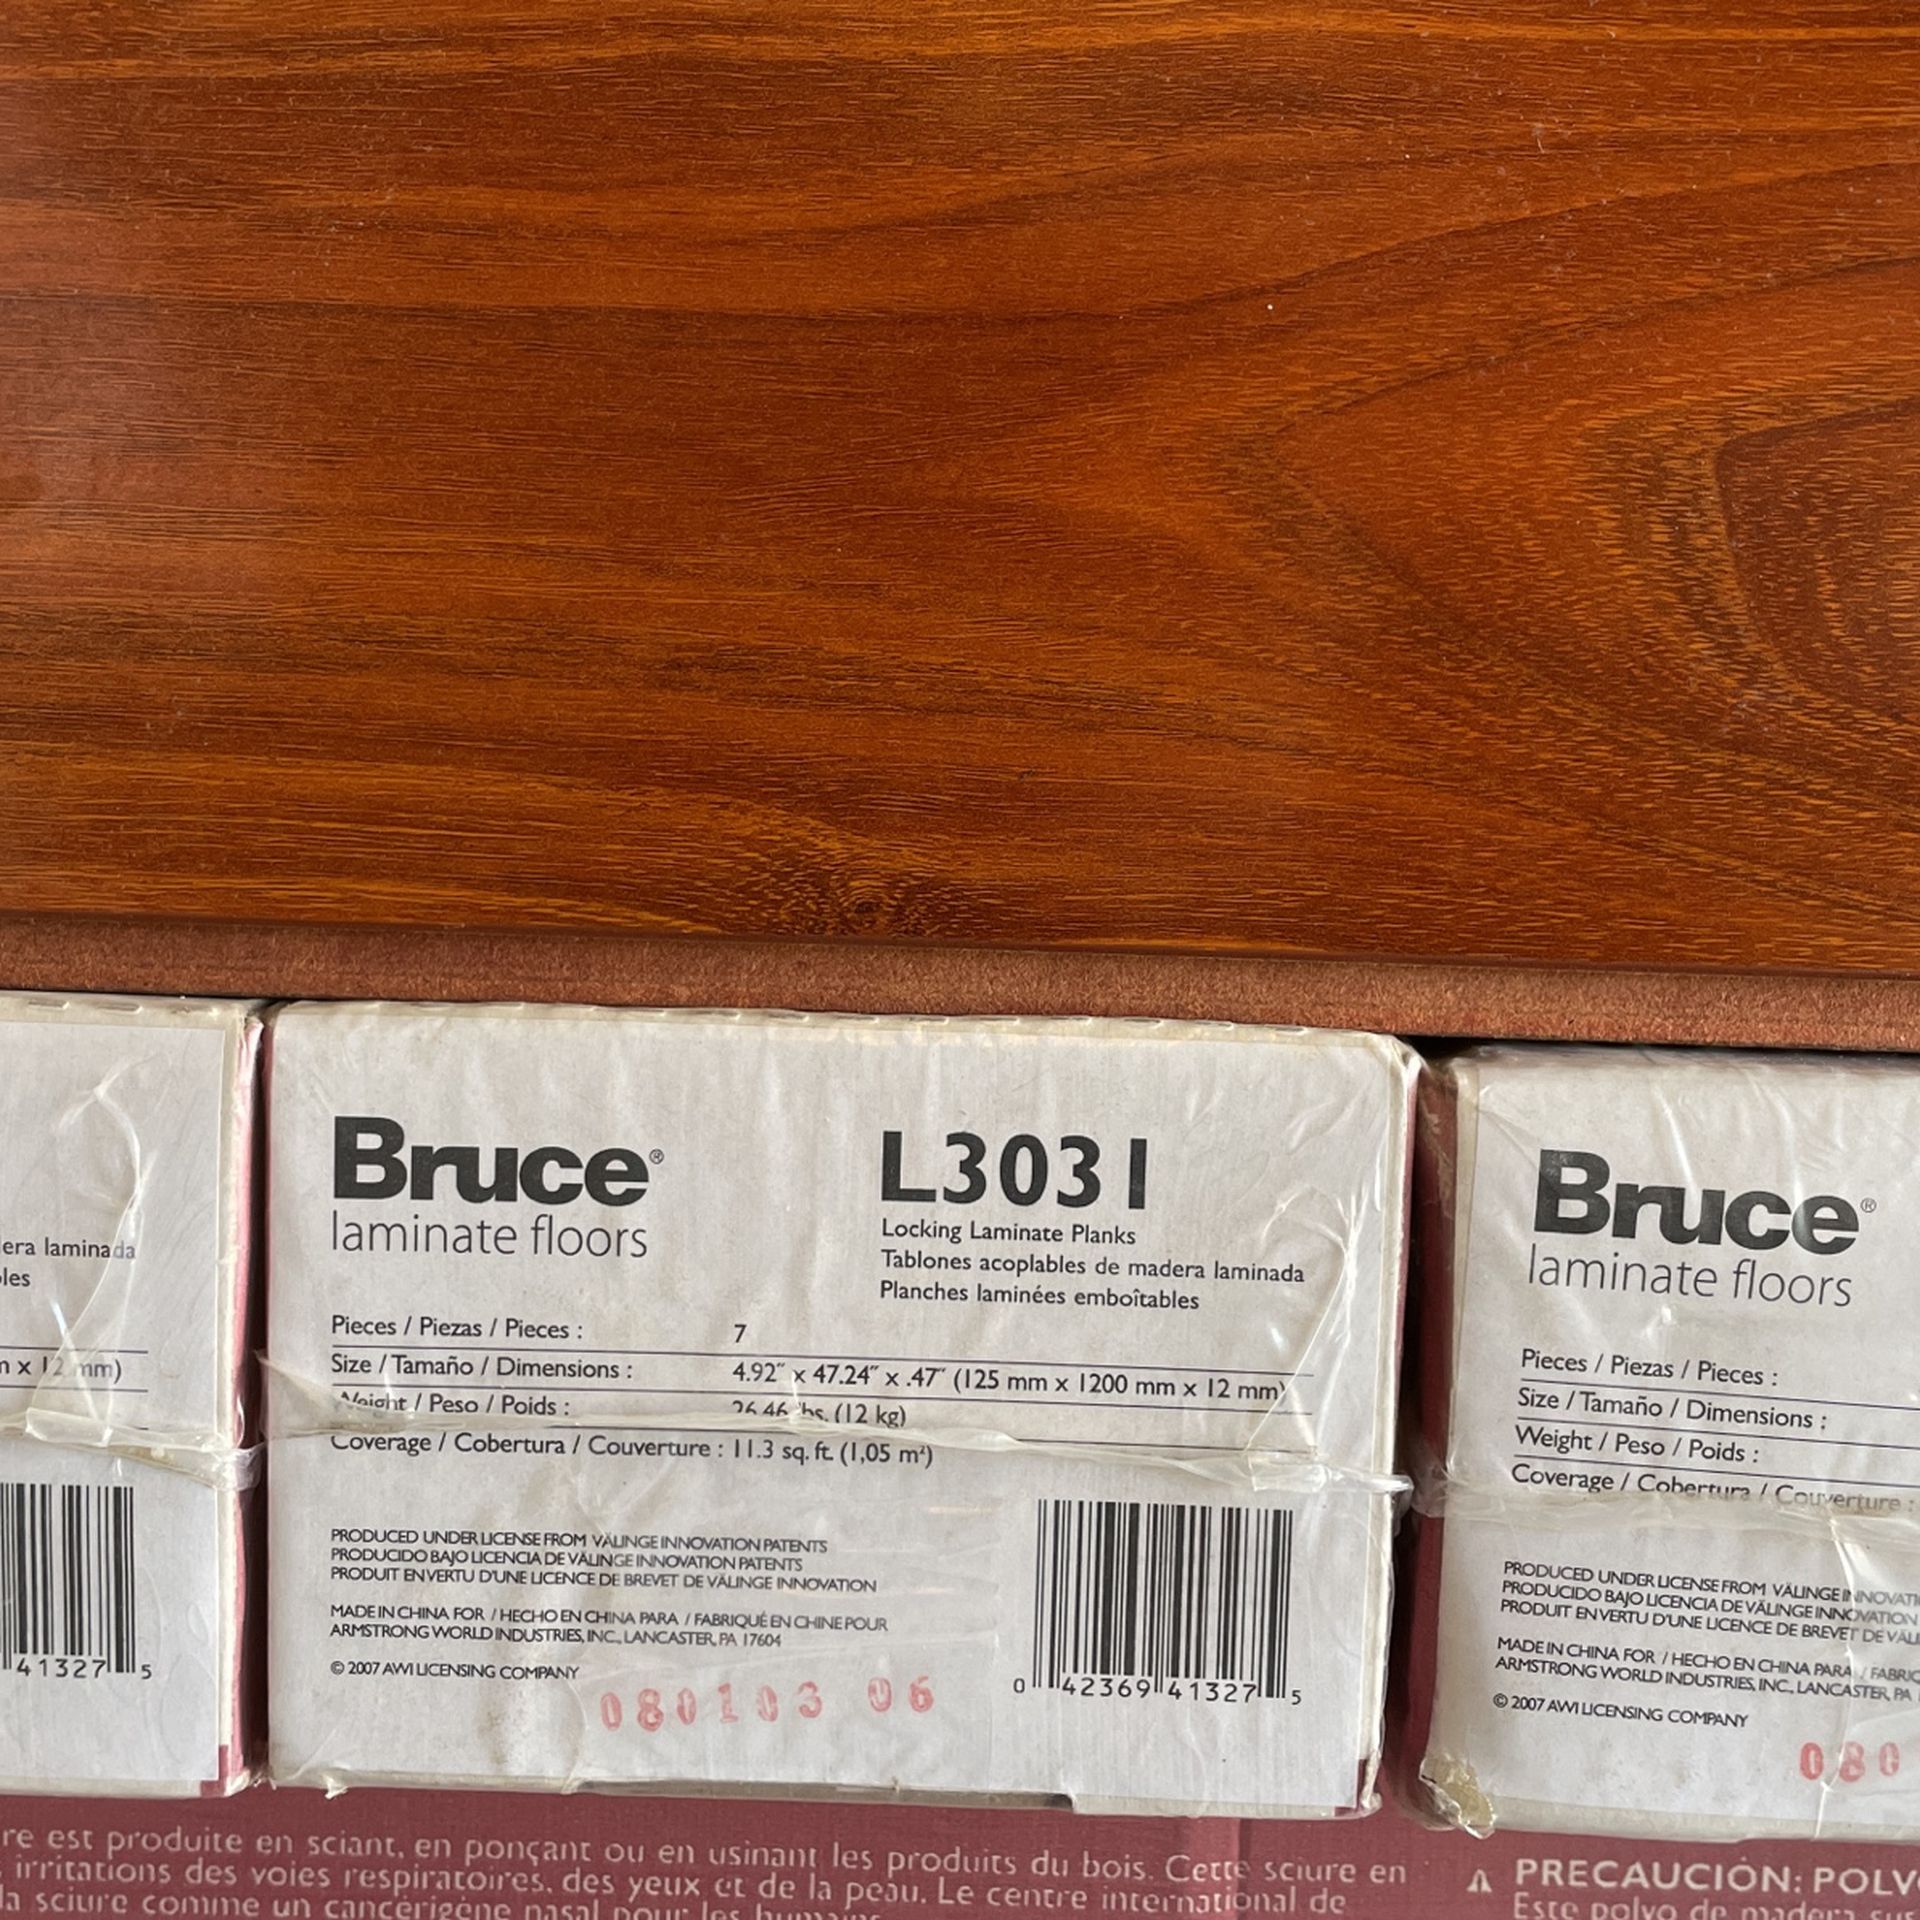 Bruce®
laminate floors
L3031
Locking Laminate Planks
Tablones acoplables de madera laminada
Planches laminées emboîtables
Pieces / Piezas / Pieces : 7
Size / Tamaño / Dimensions : 4.92" x 47.24" x .47" (125 mm x 1200 mm x 12 mm)
Weight / Peso / Poids : 26.46 lbs. (12 kg)
Coverage / Cobertura / Couverture : 11.3 sq. ft. (1,05 m²)
PRODUCED UNDER LICENSE FROM VÄLINGE INNOVATION PATENTS
PRODUCIDO BAJO LICENCIA DE VÄLINGE INNOVATION PATENTS
PRODUIT EN VERTU D'UNE LICENCE DE BREVET DE VÄLINGE INNOVATION
MADE IN CHINA FOR / HECHO EN CHINA PARA / FABRIQUÉ EN CHINE POUR
ARMSTRONG WORLD INDUSTRIES, INC., LANCASTER, PA 17604
© 2007 AWI LICENSING COMPANY
080103 06
0 42369 41327 5
era laminada
les
m x 12 mm)
41327 5
Bruce®
laminate floors
Pieces / Piezas / Pieces :
Size / Tamaño / Dimensions :
Weight / Peso / Poids :
Coverage / Cobertura / Couverture :
PRODUCED UNDER LICENSE FROM VÄLINGE INNOVATI
PRODUCIDO BAJO LICENCIA DE VÄLINGE INNOVATION
PRODUIT EN VERTU D'UNE LICENCE DE BREVET DE VÄLI
MADE IN CHINA FOR / HECHO EN CHINA PARA / FABRIQ
ARMSTRONG WORLD INDUSTRIES, INC., LANCASTER, PA
© 2007 AWI LICENSING COMPANY
080
re est produite en sciant, en ponçant ou en usinant les produits du bois. Cette sciure en
irritations des voies respiratoires, des yeux et de la peau. Le centre international de
la sciure comme un cancérigène nasal pour les humains
⚠ PRECAUCIÓN: POLV
Este polvo de madera sus